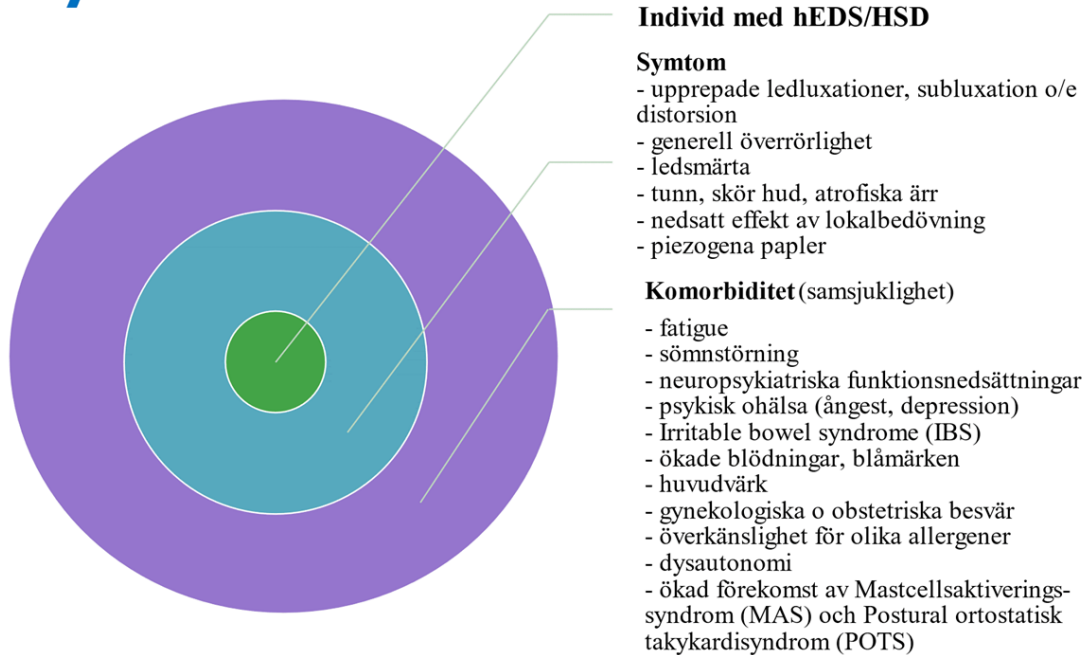 Individ med hEDS/HSD
Symtom
- upprepade ledluxationer, subluxation o/e
distorsion
- generell överrörlighet
- ledsmärta
- tunn, skör hud, atrofiska ärr
- nedsatt effekt av lokalbedövning
- piezogena papler
Komorbiditet (samsjuklighet)
- fatigue
- sömnstörning
- neuropsykiatriska funktionsnedsättningar
- psykisk ohälsa (ångest, depression)
- Irritable bowel syndrome (IBS)
- ökade blödningar, blåmärken
- huvudvärk
- gynekologiska o obstetriska besvär
- överkänslighet för olika allergener
- dysautonomi
- ökad förekomst av Mastcellsaktiverings-
syndrom (MAS) och Postural ortostatisk
takykardisyndrom (POTS)